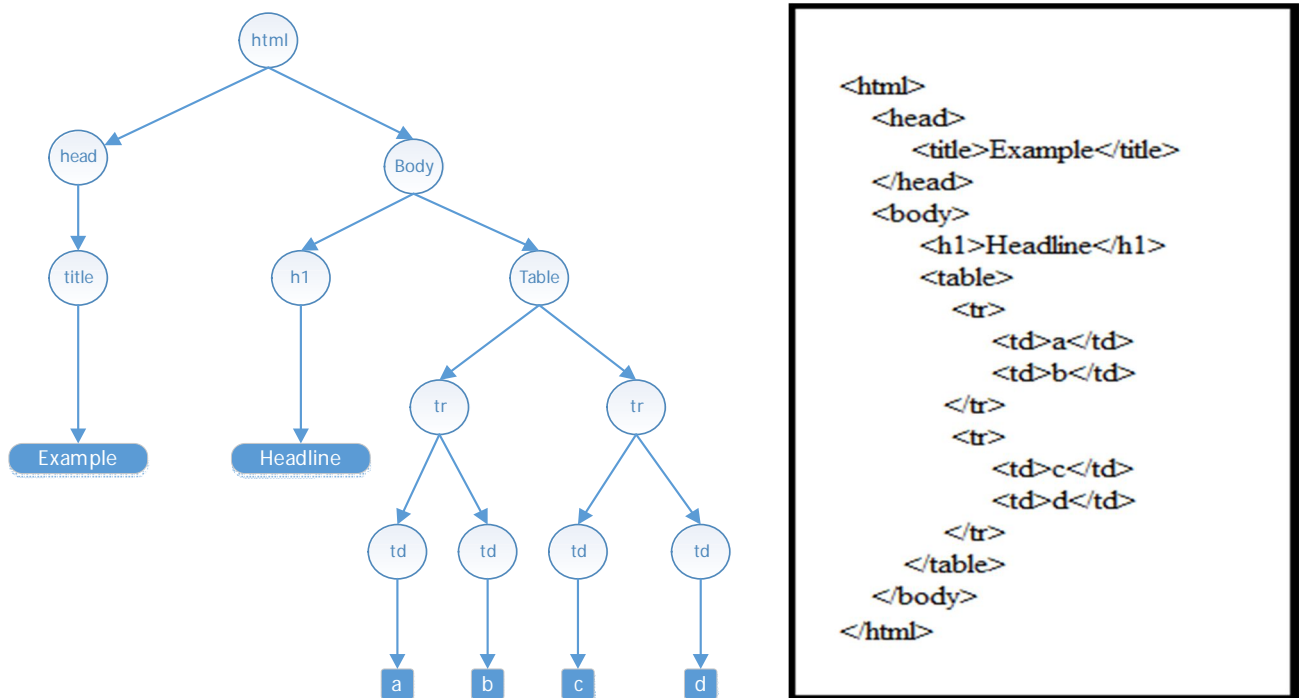 html
head
Body
title
h1
Table
tr
tr
Example
Headline
td
td
td
td
a
b
c
d
<html>
<head>
<title>Example</title>
</head>
<body>
<h1>Headline</h1>
<table>
<tr>
<td>a</td>
<td>b</td>
</tr>
<tr>
<td>c</td>
<td>d</td>
</tr>
</table>
</body>
</html>